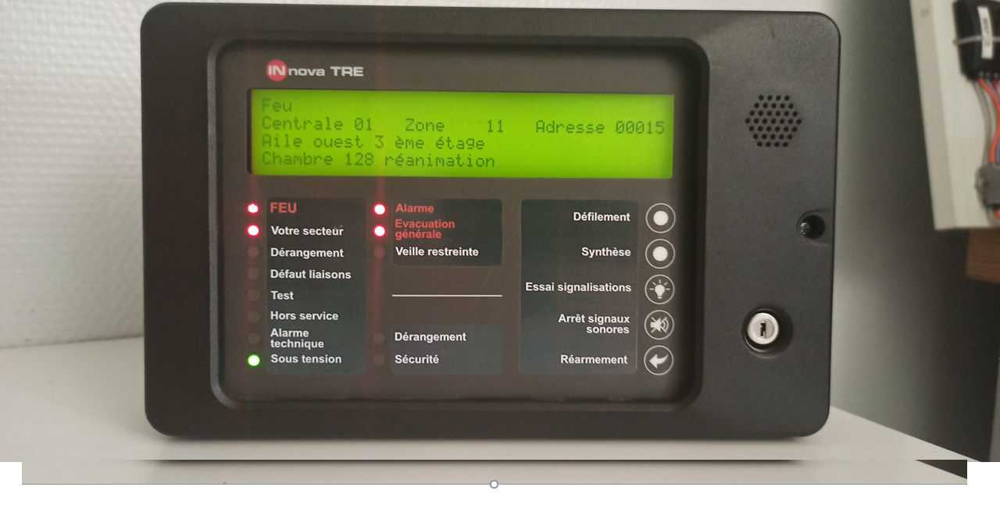 INnova TRE
Feu
Centrale 01 Zone 11 Adresse 00015
Aile ouest 3 ème étage
Chambre 128 réanimation
FEU
Votre secteur
Dérangement
Défaut liaisons
Test
Hors service
Alarme
technique
Sous tension
Alarme
Evacuation
générale
Veille restreinte
Dérangement
Sécurité
Défilement
Synthèse
Essai signalisations
Arrêt signaux
sonores
Réarmement